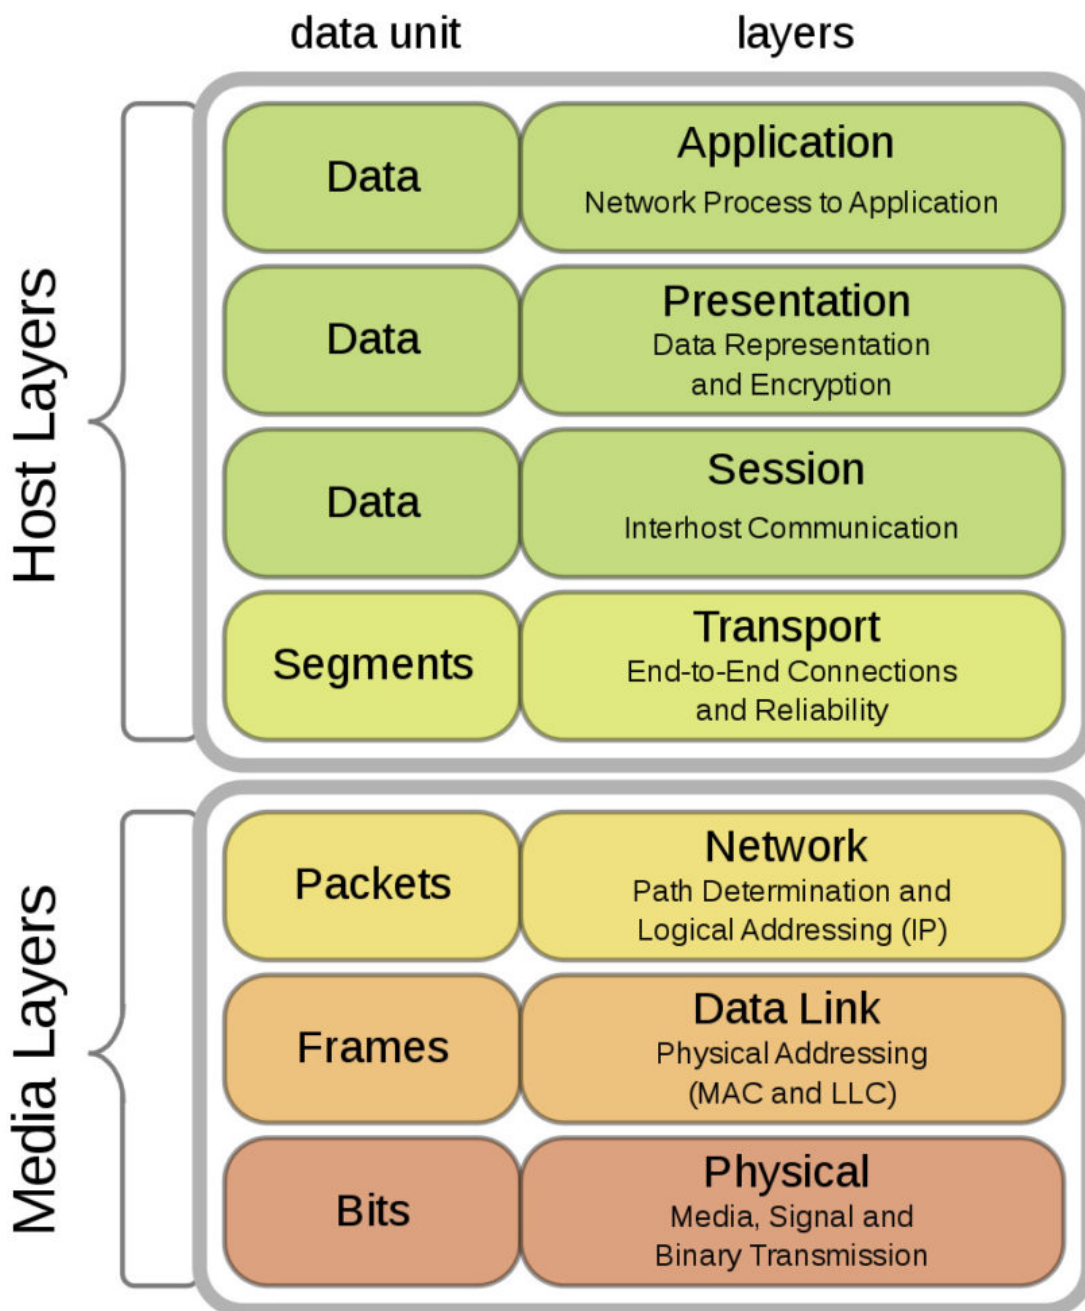 data unit
layers
Host Layers
Data
Application
Network Process to Application
Data
Presentation
Data Representation
and Encryption
Data
Session
Interhost Communication
Segments
Transport
End-to-End Connections
and Reliability
Media Layers
Packets
Network
Path Determination and
Logical Addressing (IP)
Frames
Data Link
Physical Addressing
(MAC and LLC)
Bits
Physical
Media, Signal and
Binary Transmission